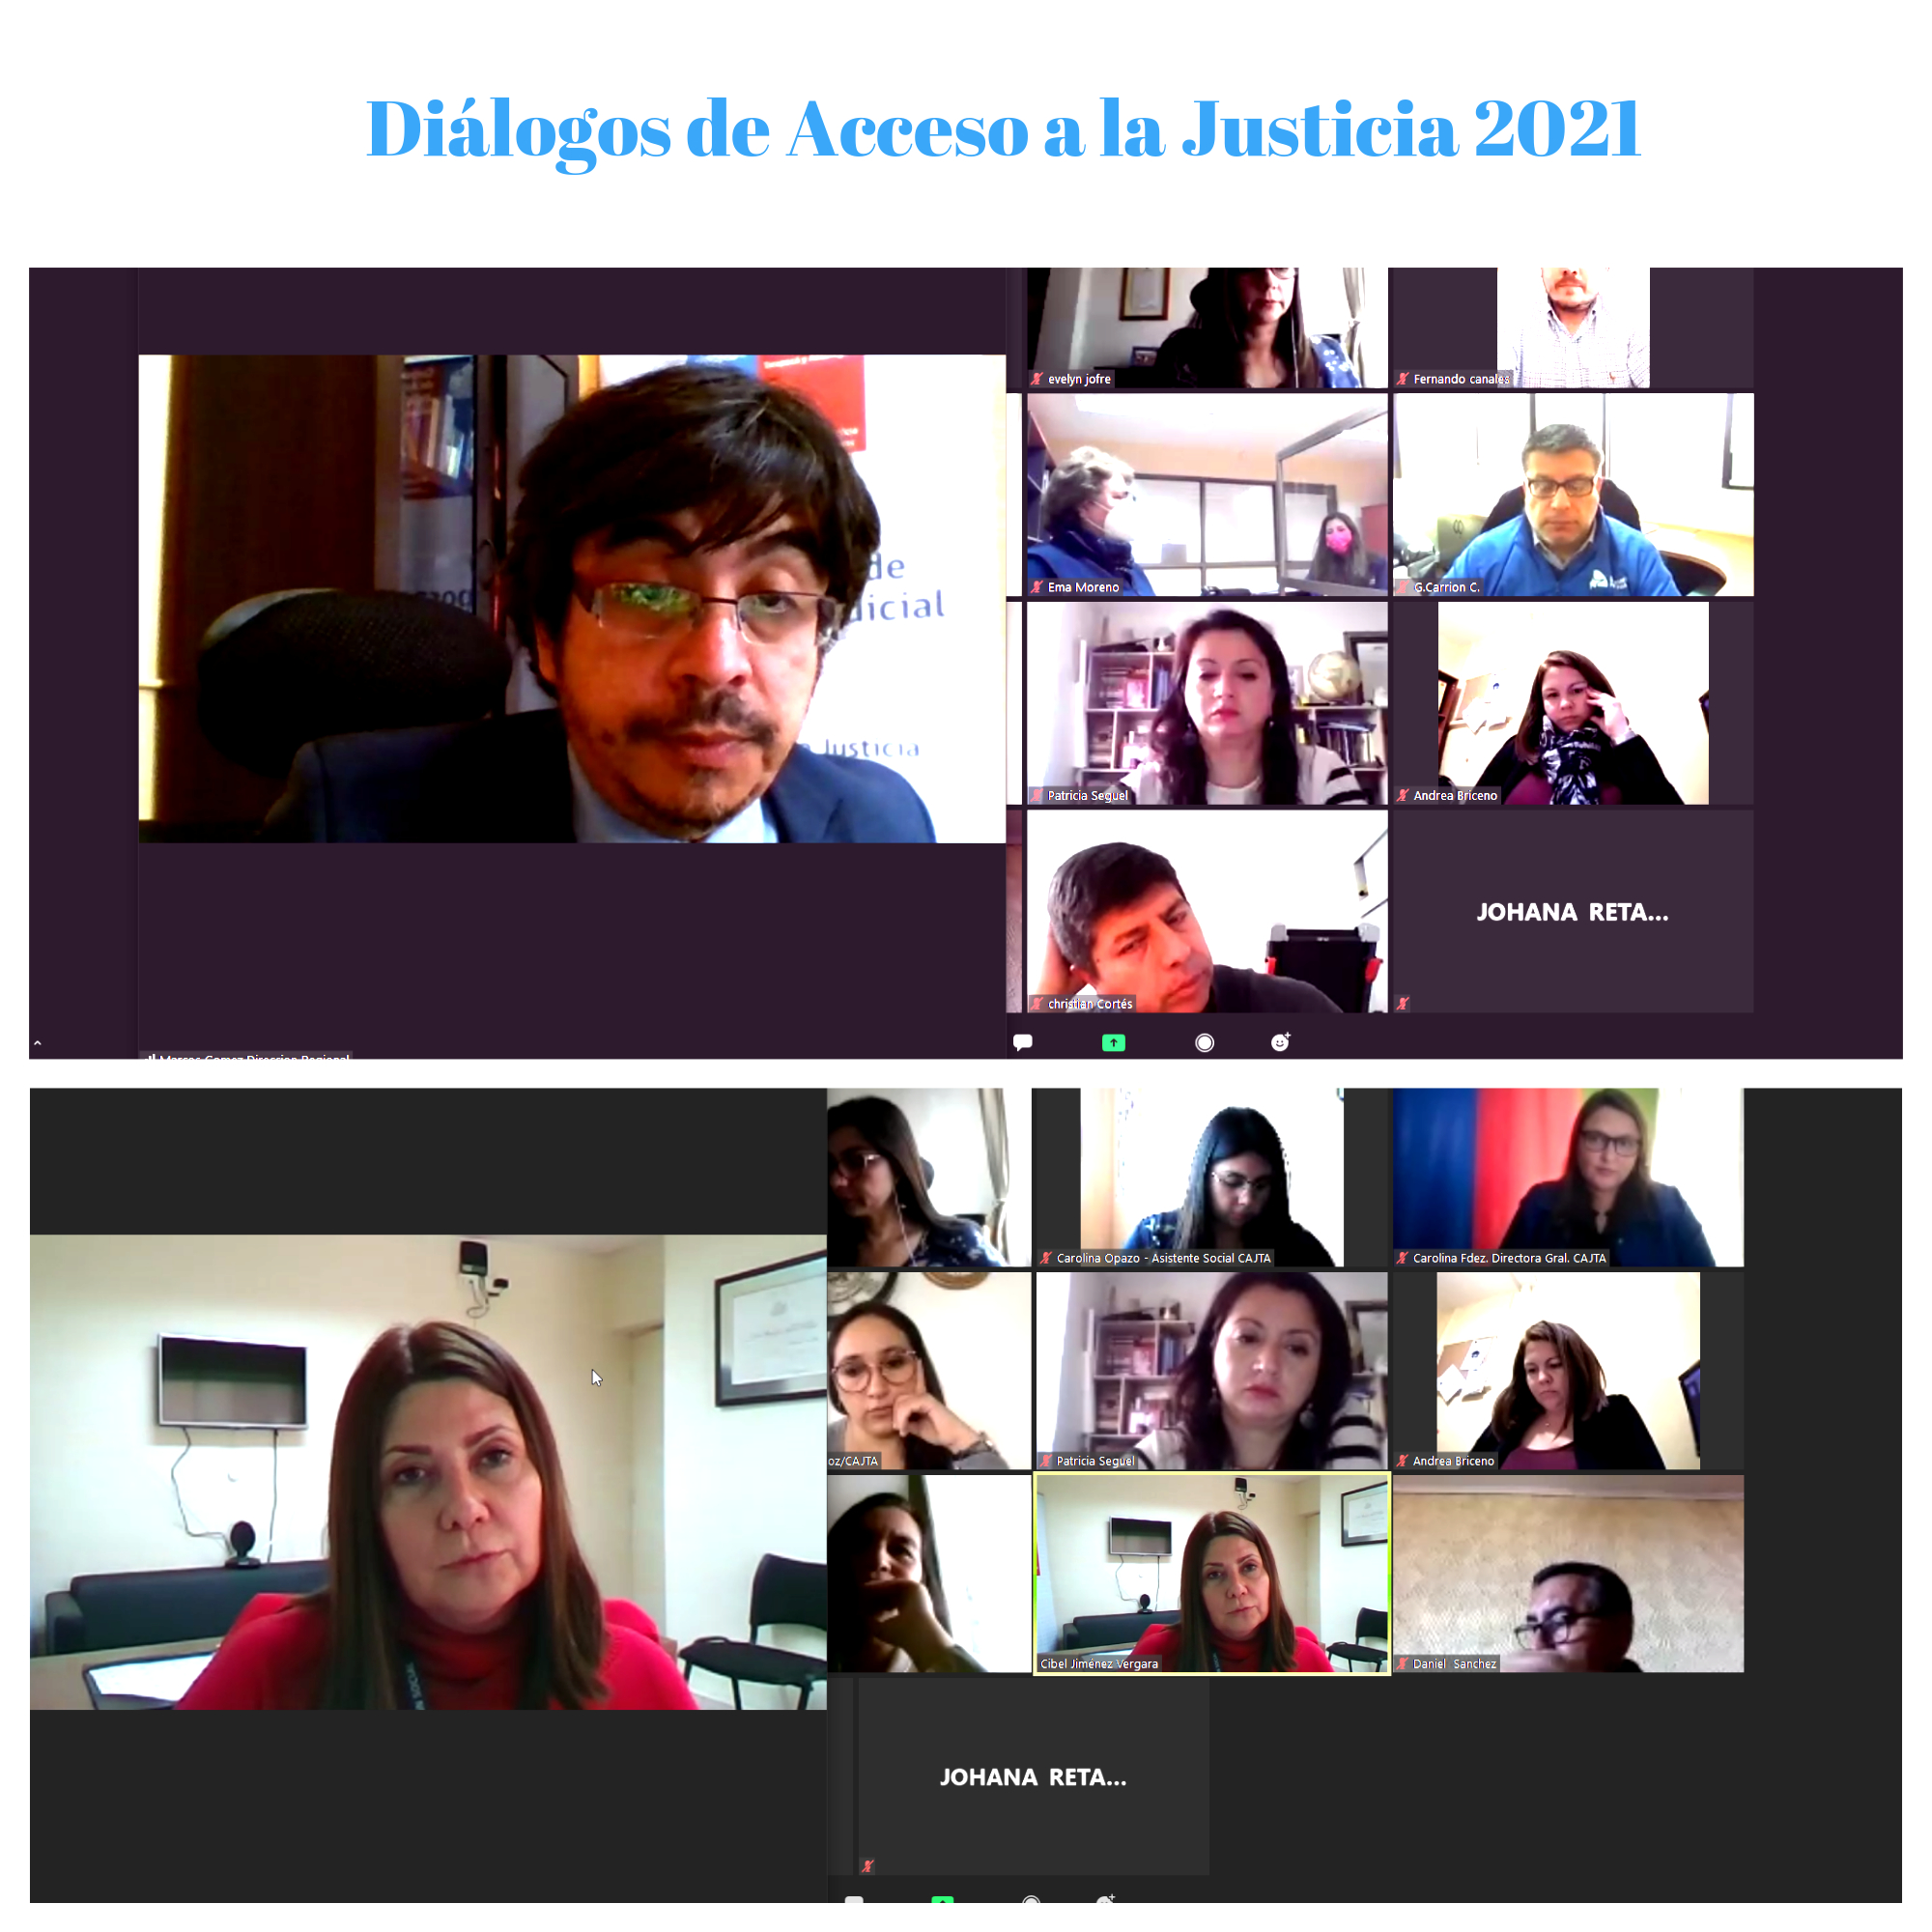 Diálogos de Acceso a la Justicia 2021
evelyn jofre
Fernando canales
de
dicial
Justicia
Ema Moreno
G.Carrion C.
Patricia Seguel
Andrea Briceno
christian Cortés
JOHANA RETA...
Marcos Gomez Direccion Regional
Carolina Opazo - Asistente Social CAJTA
Carolina Fdez. Directora Gral. CAJTA
oz/CAJTA
Patricia Seguel
Andrea Briceno
Cibel Jiménez Vergara
Daniel Sanchez
JOHANA RETA...